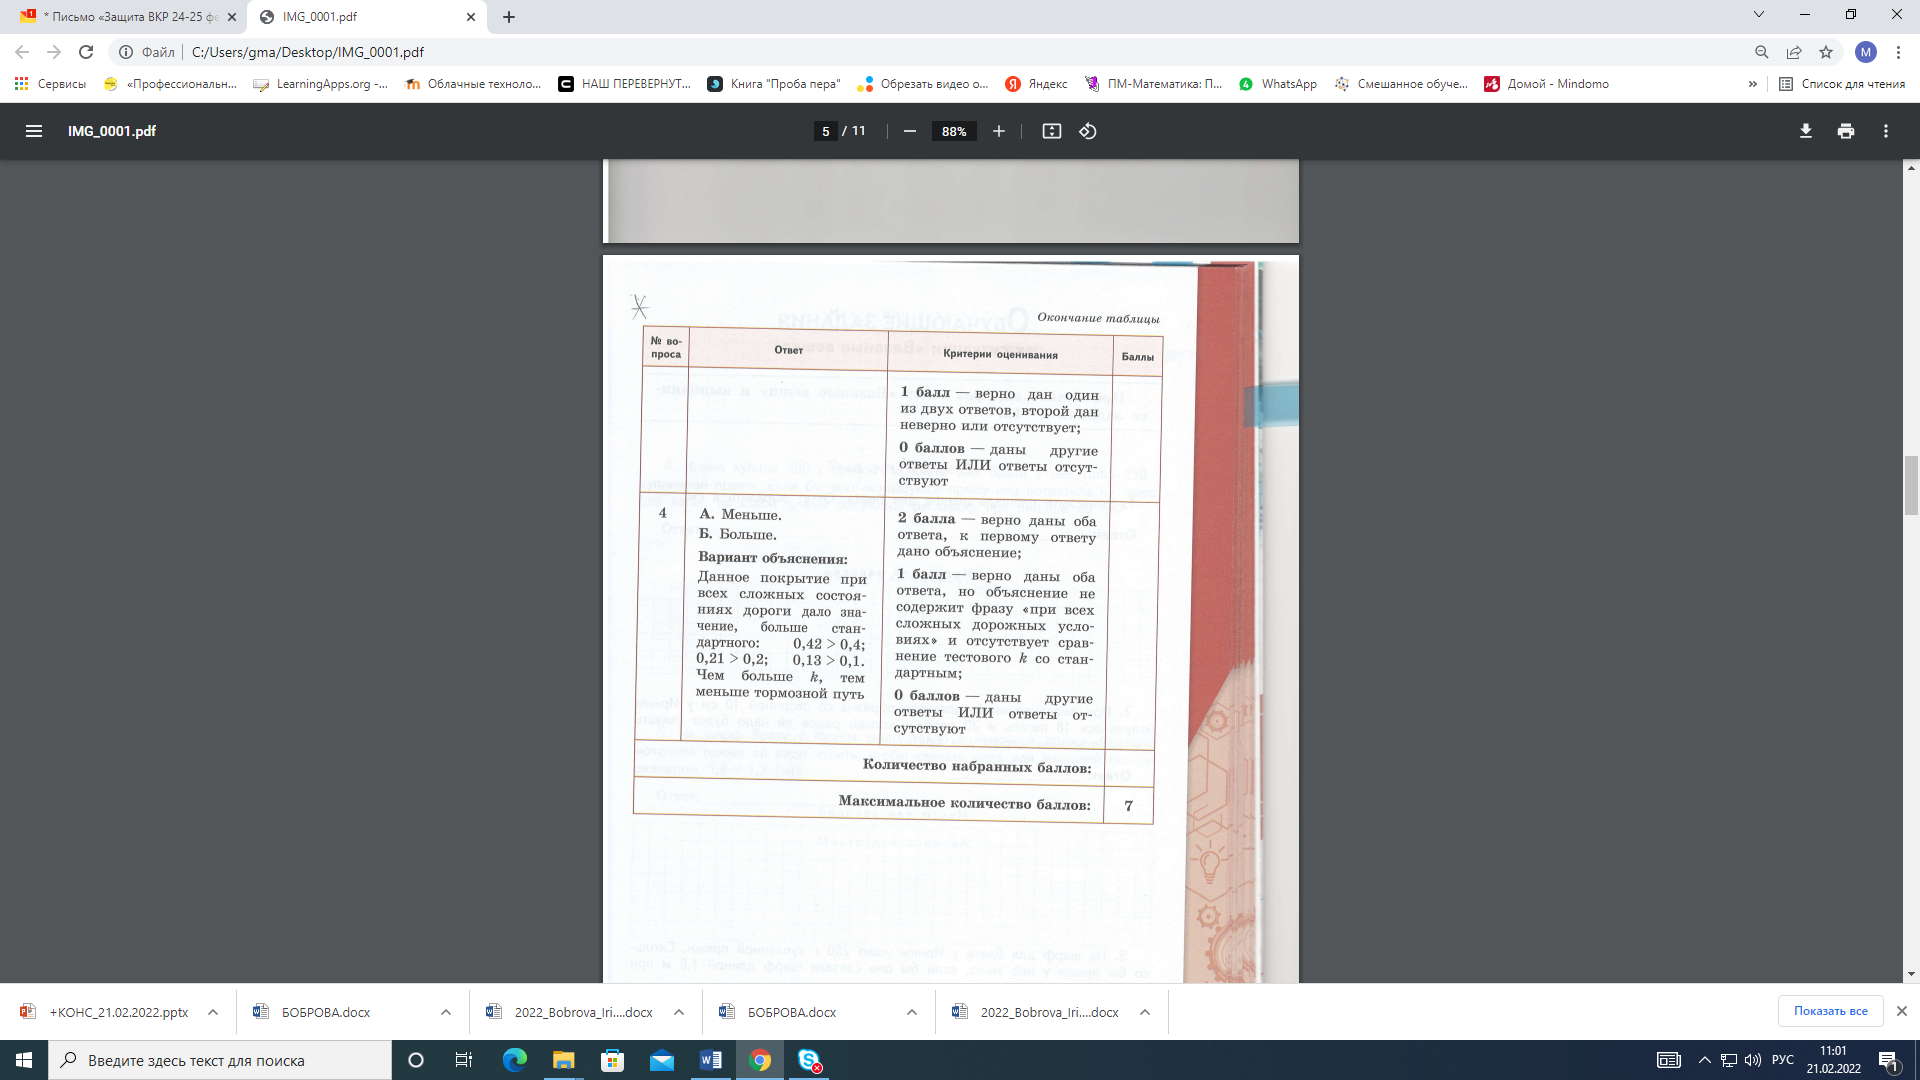 * Письмо «Защита ВКР 24-25 фе
IMG_0001.pdf
Файл
C:/Users/gma/Desktop/IMG_0001.pdf
M
Сервисы
«Профессиональн...
LearningApps.org -...
Облачные техноло...
НАШ ПЕРЕВЕРНУТ...
Книга "Проба пера"
Обрезать видео о...
Яндекс
ПМ-Математика: П...
WhatsApp
Смешанное обуче...
Домой - Mindomo
»
Список для чтения
IMG_0001.pdf
5 / 11
88%
Окончание таблицы
№ во-
проса
Ответ
Критерии оценивания
Баллы
1 балл — верно дан один
из двух ответов, второй дан
неверно или отсутствует;
0 баллов — даны другие
ответы ИЛИ ответы отсут-
ствуют
4
А. Меньше.
Б. Больше.
Вариант объяснения:
Данное покрытие при
всех сложных состоя-
ниях дороги дало зна-
чение, больше стан-
дартного: 0,42 > 0,4;
0,21 > 0,2; 0,13 > 0,1.
Чем больше k, тем
меньше тормозной путь
2 балла — верно даны оба
ответа, к первому ответу
дано объяснение;
1 балл — верно даны оба
ответа, но объяснение не
содержит фразу «при всех
сложных дорожных усло-
виях» и отсутствует срав-
нение тестового k со стан-
дартным;
0 баллов — даны другие
ответы ИЛИ ответы от-
сутствуют
Количество набранных баллов:
Максимальное количество баллов:
7
+КОНС_21.02.2022.pptx
БОБРОВА.docx
2022_Bobrova_Iri....docx
БОБРОВА.docx
2022_Bobrova_Iri....docx
Показать все
Введите здесь текст для поиска
РУС
11:01
21.02.2022
1